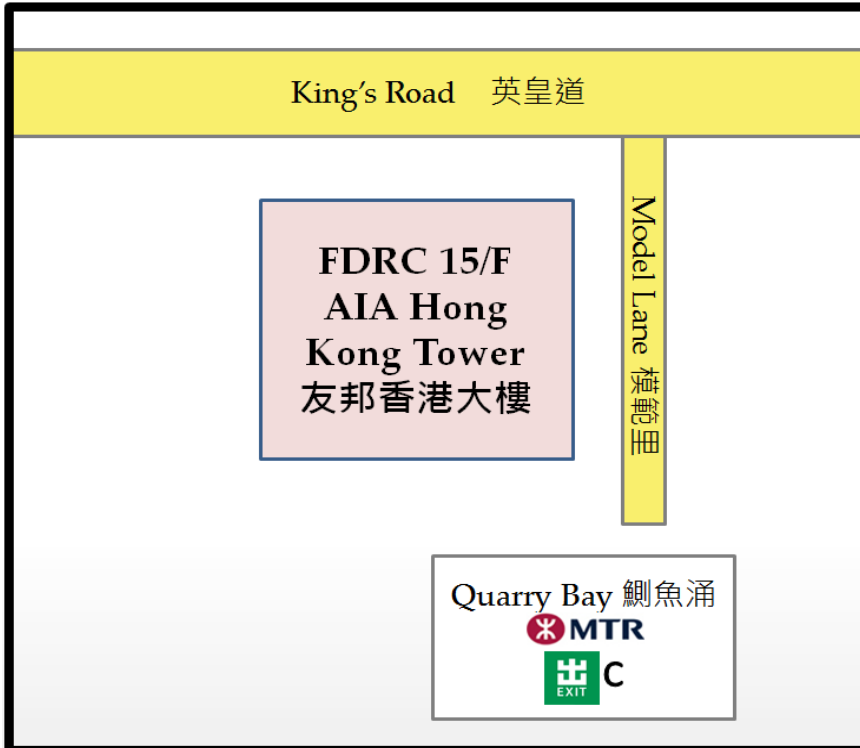 King's Road 英皇道
FDRC 15/F
AIA Hong
Kong Tower
友邦香港大樓
Model Lane 模範里
Quarry Bay 鰂魚涌
MTR
出 C
EXIT